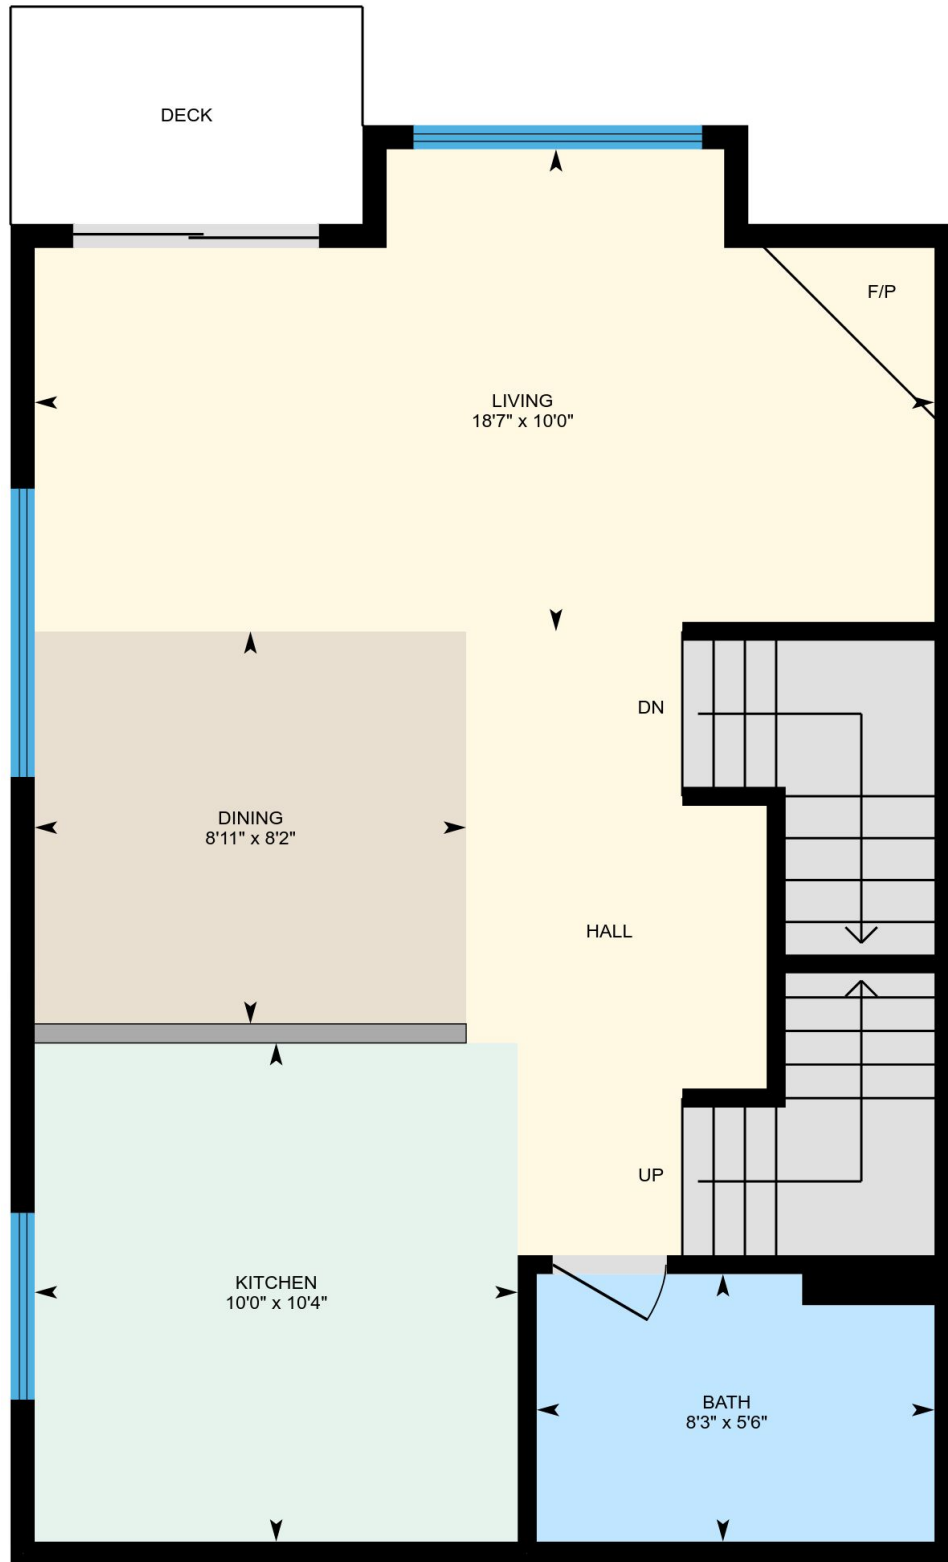 DECK
F/P
LIVING
18'7" x 10'0"
DN
DINING
8'11" x 8'2"
HALL
UP
KITCHEN
10'0" x 10'4"
BATH
8'3" x 5'6"